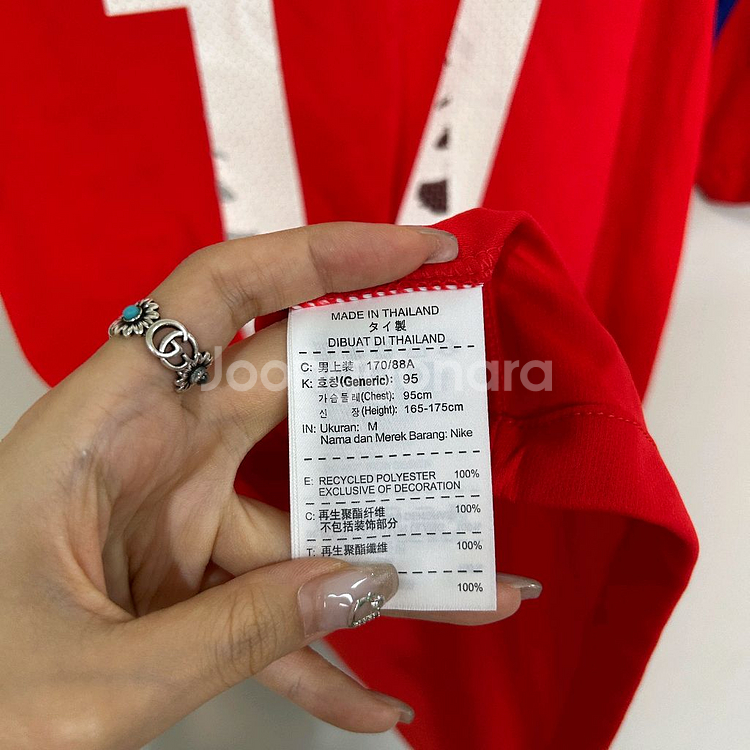 MADE IN THAILAND
タイ製
DIBUAT DI THAILAND
C: 男上装 170/88A
K: 호칭(Generic): 95
가슴둘레(Chest): 95cm
신 장(Height): 165-175cm
IN: Ukuran: M
Nama dan Merek Barang: Nike
E: RECYCLED POLYESTER 100%
EXCLUSIVE OF DECORATION
C: 再生聚酯纤维 100%
不包括装饰部分
T: 再生聚酯纖維 100%
100%